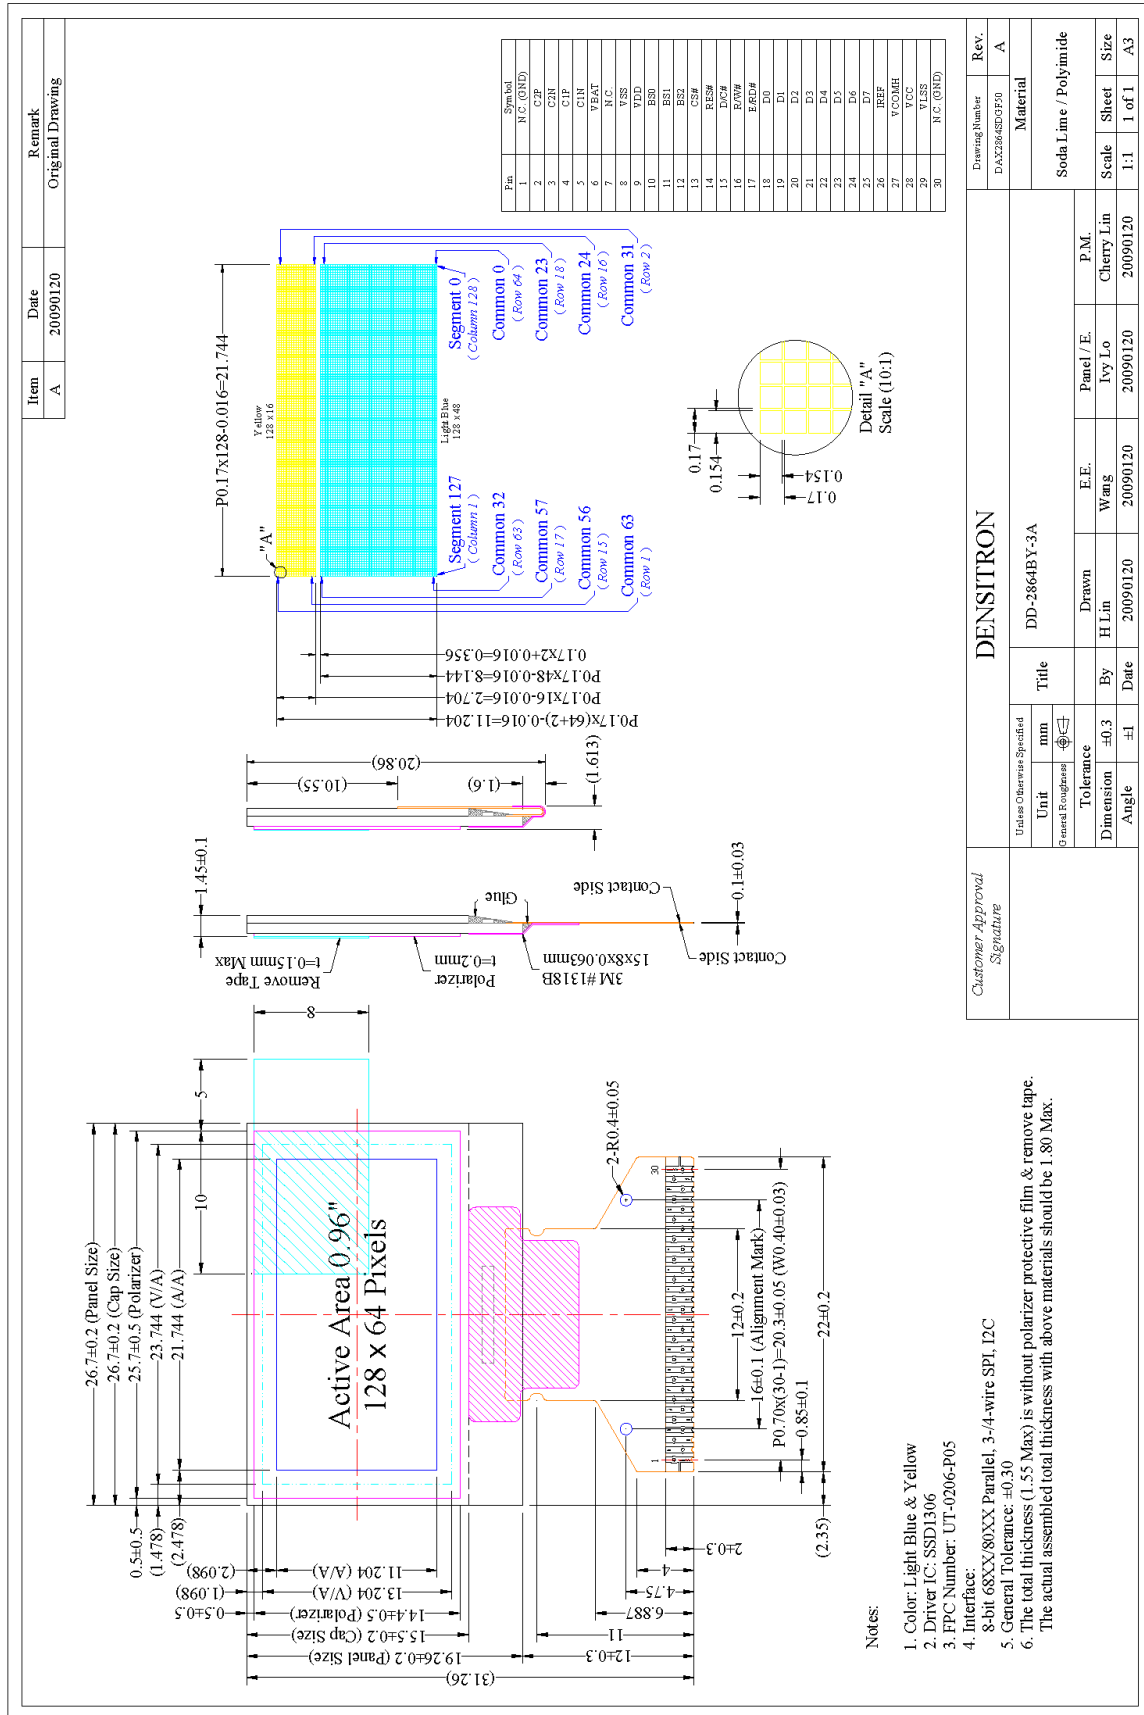 Item Date Remark
A 20090120 Original Drawing
26.7±0.2 (Panel Size)
26.7±0.2 (Cap Size)
25.7±0.5 (Polarizer)
23.744 (V/A)
21.744 (A/A)
0.5±0.5
(1.478)
(2.478)
10
5
8
Active Area 0.96"
128 x 64 Pixels
(2.098)
(1.098)
0.5±0.5
11.204 (A/A)
13.204 (V/A)
14.4±0.5 (Polarizer)
15.5±0.2 (Cap Size)
19.26±0.2 (Panel Size)
(31.26)
12±0.3
11
6.887
4.75
4
2±0.3
2-R0.4±0.05
1
30
12±0.2
16±0.1 (Alignment Mark)
P0.70x(30-1)=20.3±0.05 (W0.40±0.03)
0.85±0.1
22±0.2
(2.35)
1.45±0.1
Remove Tape
t=0.15mm Max
Polarizer
t=0.2mm
3M #1318B
15x8x0.063mm
Glue
Contact Side
Contact Side
0.1±0.03
(10.55)
(20.86)
(1.6)
(1.613)
P0.17x128-0.016=21.744
"A"
Yellow
128 x 16
Light Blue
128 x 48
0.17x2+0.016=0.356
P0.17x48-0.016=8.144
P0.17x16-0.016=2.704
P0.17x(64+2)-0.016=11.204
Segment 127
( Column 1 )
Common 32
( Row 63 )
Common 57
( Row 17 )
Common 56
( Row 15 )
Common 63
( Row 1 )
Segment 0
( Column 128 )
Common 0
( Row 64 )
Common 23
( Row 18 )
Common 24
( Row 16 )
Common 31
( Row 2 )
0.17
0.154
0.154
0.17
Detail "A"
Scale (10:1)
Pin Symbol
1 N.C. (GND)
2 C2P
3 C2N
4 C1P
5 C1N
6 VBAT
7 N.C.
8 VSS
9 VDD
10 BS0
11 BS1
12 BS2
13 CS#
14 RES#
15 D/C#
16 R/W#
17 E/RD#
18 D0
19 D1
20 D2
21 D3
22 D4
23 D5
24 D6
25 D7
26 IREF
27 VCOMH
28 VCC
29 VLSS
30 N.C. (GND)
Notes:
1. Color: Light Blue & Yellow
2. Driver IC: SSD1306
3. FPC Number: UT-0206-P05
4. Interface:
8-bit 68XX/80XX Parallel, 3-/4-wire SPI, I2C
5. General Tolerance: ±0.30
6. The total thickness (1.55 Max) is without polarizer protective film & remove tape.
The actual assembled total thickness with above materials should be 1.80 Max.
Customer Approval
Signature
DENSITRON
Drawing Number Rev.
DAX2864SDGF50 A
Unless Otherwise Specified
Unit mm
General Roughness
Tolerance
Dimension ±0.3
Angle ±1
Title DD-2864BY-3A
Material
Soda Lime / Polyimide
Drawn E.E. Panel / E. P.M.
By H Lin Wang Ivy Lo Cherry Lin
Date 20090120 20090120 20090120 20090120
Scale Sheet Size
1:1 1 of 1 A3